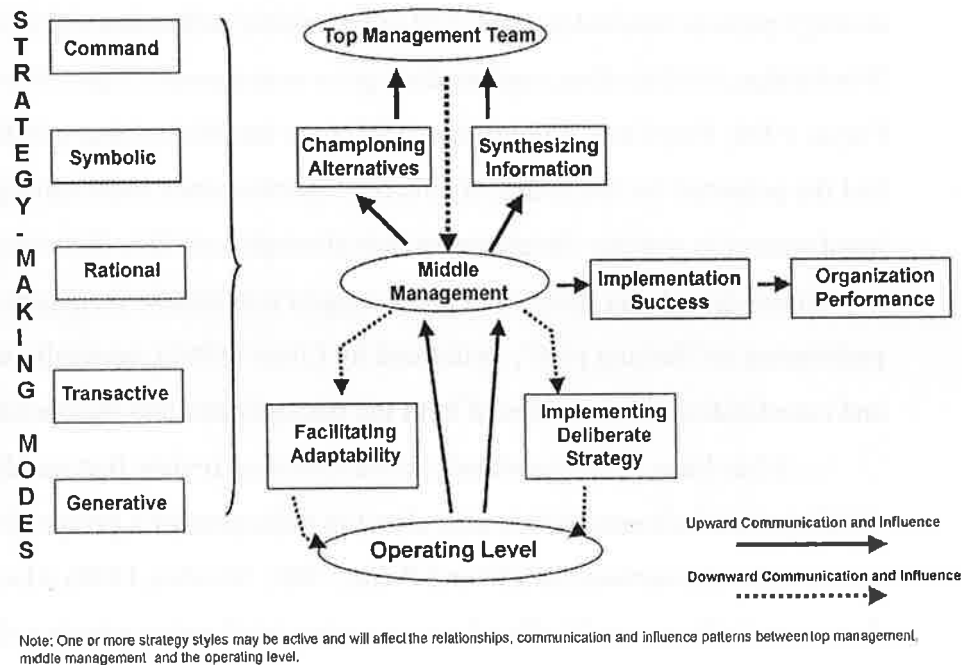 STRATEGY-MAKING MODES
Command
Symbolic
Rational
Transactive
Generative
Top Management Team
Championing
Alternatives
Synthesizing
Information
Middle
Management
Implementation
Success
Organization
Performance
Facilitating
Adaptability
Implementing
Deliberate
Strategy
Operating Level
Upward Communication and Influence
Downward Communication and Influence
Note: One or more strategy styles may be active and will affect the relationships, communication and influence patterns between top management,
middle management and the operating level.